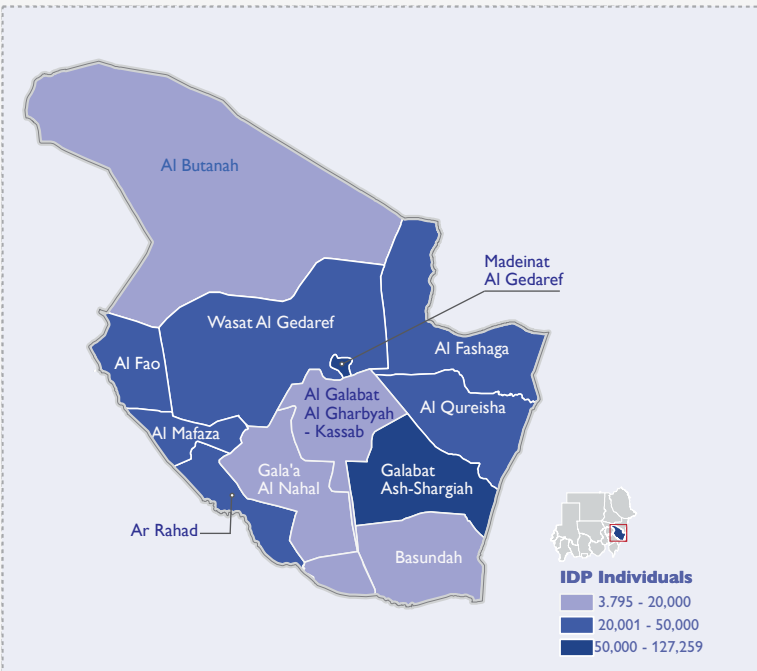 Al Butanah
Madeinat
Al Gedaref
Wasat Al Gedaref
Al Fashaga
Al Fao
Al Galabat
Al Gharbyah
- Kassab
Al Qureisha
Al Mafaza
Gala'a
Al Nahal
Galabat
Ash-Shargiah
Ar Rahad
Basundah
IDP Individuals
3.795 - 20,000
20,001 - 50,000
50,000 - 127,259